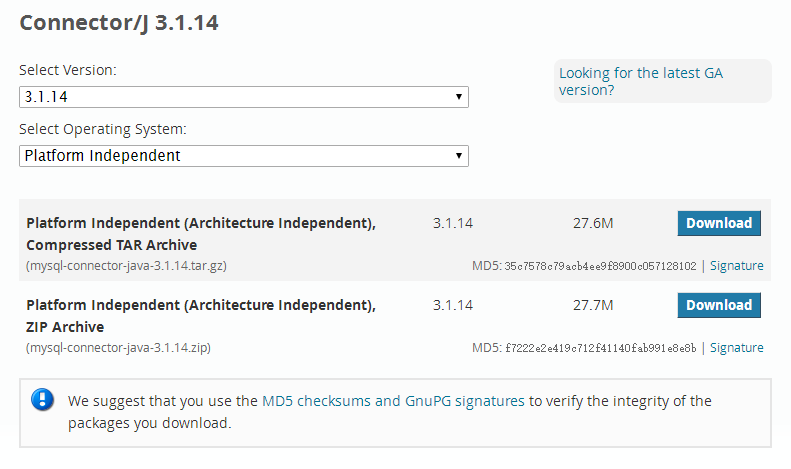 Connector/J 3.1.14
Select Version:
3.1.14
Looking for the latest GA
version?
Select Operating System:
Platform Independent
Platform Independent (Architecture Independent), 3.1.14 27.6M Download
Compressed TAR Archive
(mysql-connector-java-3.1.14.tar.gz) MD5: 35c7578c79acb4ee9f8900c057128102 | Signature
Platform Independent (Architecture Independent), 3.1.14 27.7M Download
ZIP Archive
(mysql-connector-java-3.1.14.zip) MD5: f7222e2e419c712f41140fab991e8e8b | Signature
We suggest that you use the MD5 checksums and GnuPG signatures to verify the integrity of the
packages you download.